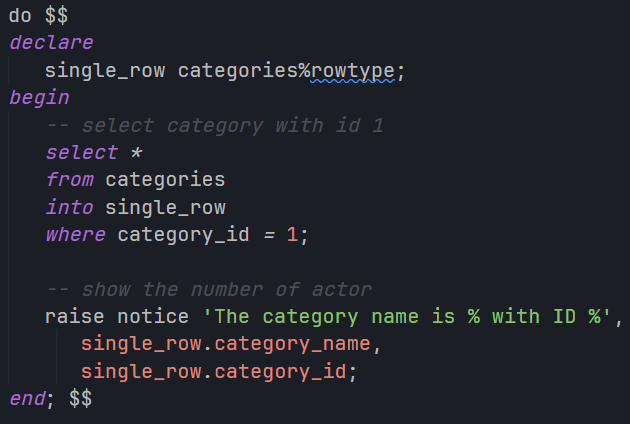 do $$
declare
   single_row categories%rowtype;
begin
   -- select category with id 1
   select *
   from categories
   into single_row
   where category_id = 1;

   -- show the number of actor
   raise notice 'The category name is % with ID %',
      single_row.category_name,
      single_row.category_id;
end; $$